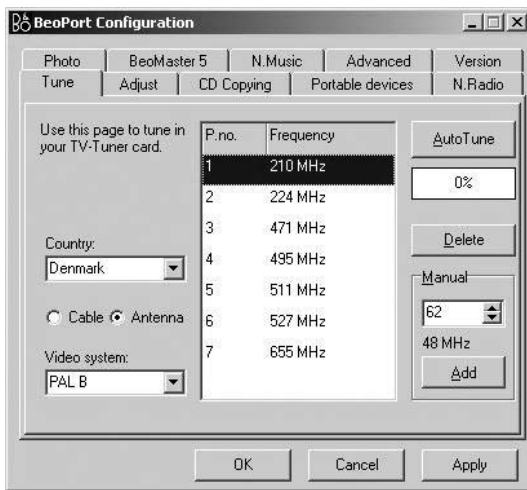 BeoPort Configuration
Photo BeoMaster 5 N.Music Advanced Version
Tune Adjust CD Copying Portable devices N.Radio
Use this page to tune in
your TV-Tuner card.
Country:
Denmark
Cable Antenna
Video system:
PAL B
P.no. Frequency
1 210 MHz
2 224 MHz
3 471 MHz
4 495 MHz
5 511 MHz
6 527 MHz
7 655 MHz
AutoTune
0%
Delete
Manual
62
48 MHz
Add
OK Cancel Apply